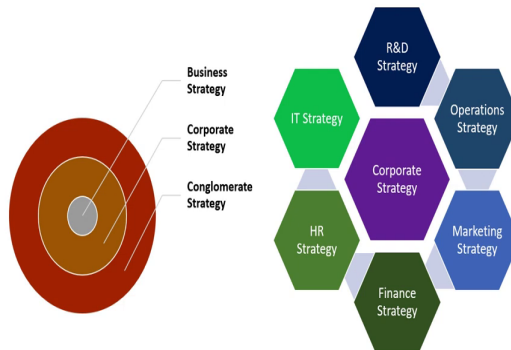 Business
Strategy
Corporate
Strategy
Conglomerate
Strategy
R&D
Strategy
IT Strategy
Operations
Strategy
Corporate
Strategy
HR
Strategy
Marketing
Strategy
Finance
Strategy